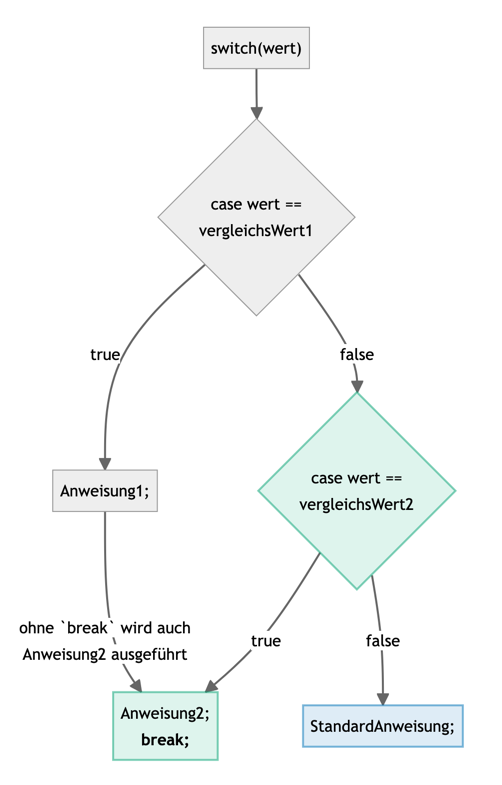 switch(wert)
case wert ==
vergleichsWert1
true
false
Anweisung1;
case wert ==
vergleichsWert2
ohne `break` wird auch
Anweisung2 ausgeführt
true
false
Anweisung2;
break;
StandardAnweisung;